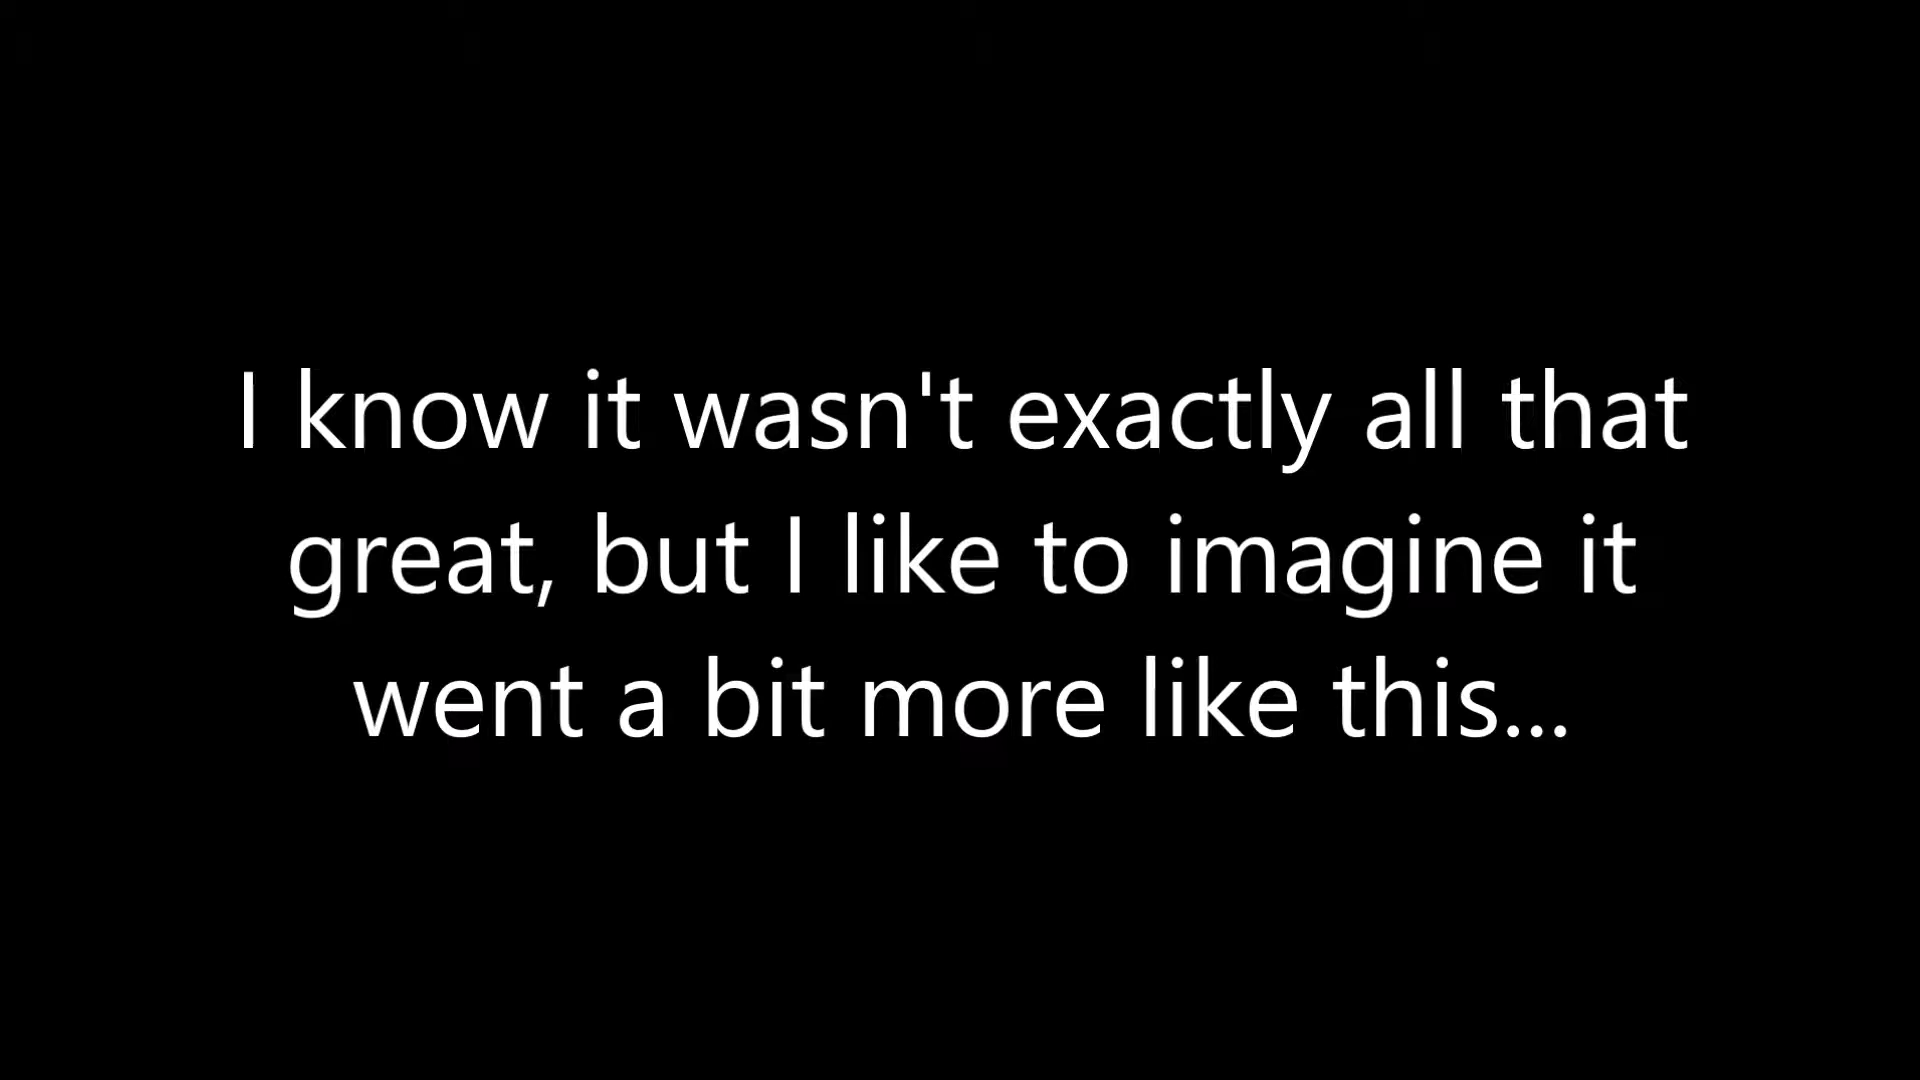 I know it wasn't exactly all that
great, but I like to imagine it
went a bit more like this...